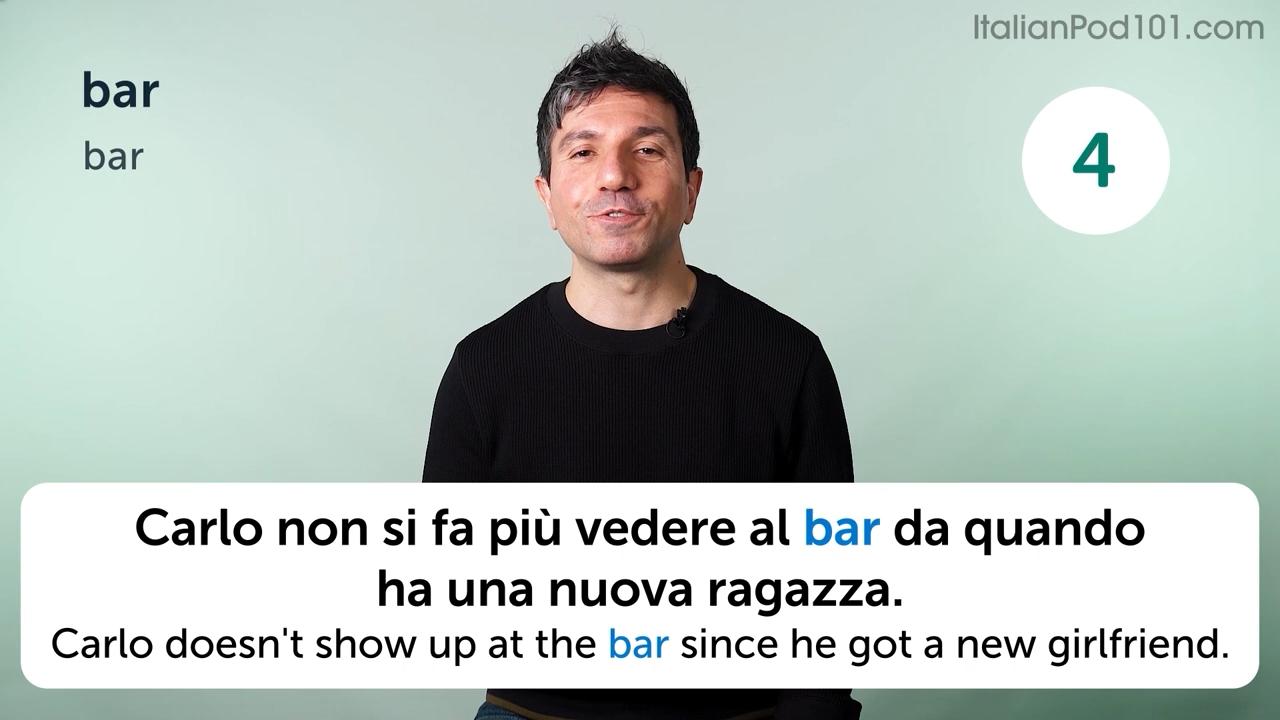 ItalianPod101.com
bar
bar
4
Carlo non si fa più vedere al bar da quando
ha una nuova ragazza.
Carlo doesn't show up at the bar since he got a new girlfriend.